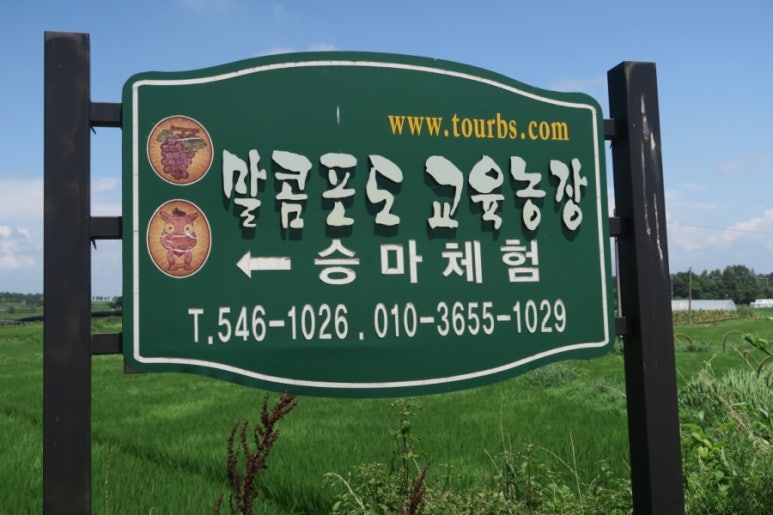 www.tourbs.com
말콤포도 교육농장
← 승마체험
T.546-1026. 010-3655-1029